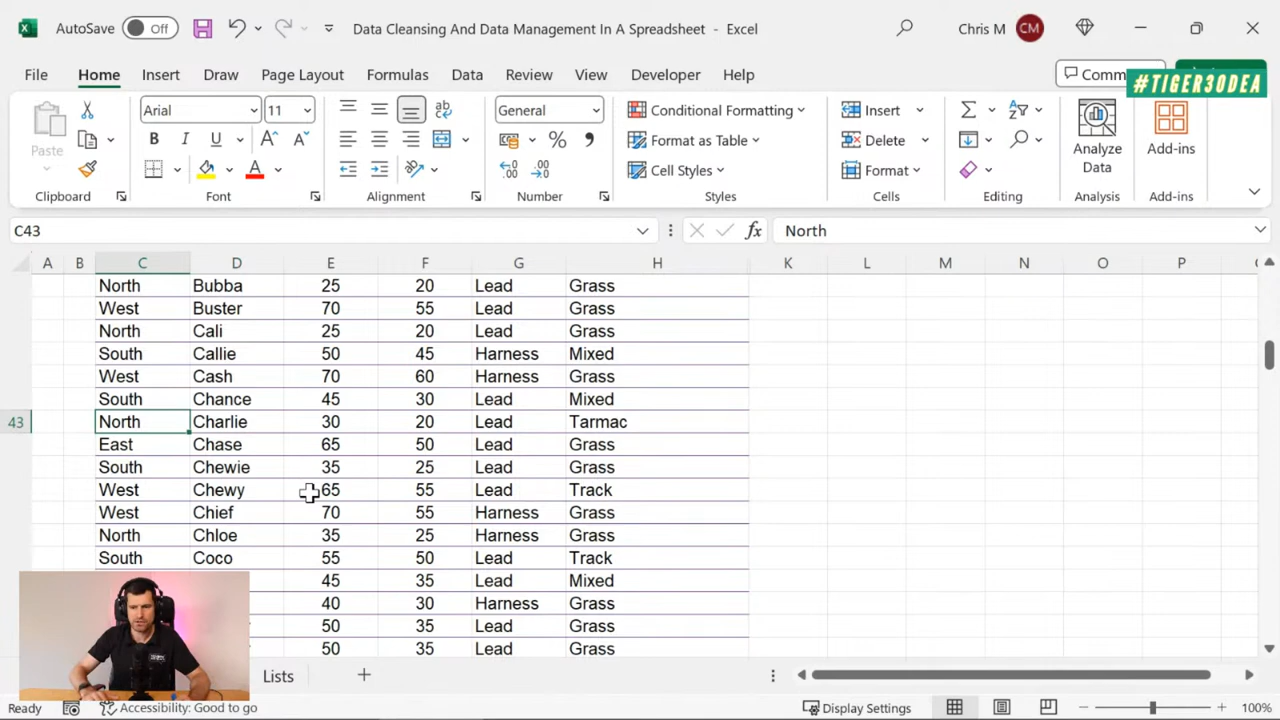 AutoSave Off Data Cleansing And Data Management In A Spreadsheet - Excel Chris M CM
File Home Insert Draw Page Layout Formulas Data Review View Developer Help Comm
#TIGER30DEA
Paste Arial 11 General Conditional Formatting Insert
B I U Format as Table Delete Analyze Data Add-ins
Cell Styles Format
Clipboard Font Alignment Number Styles Cells Editing Analysis Add-ins
C43 fx North
A B C D E F G H K L M N O P
North Bubba 25 20 Lead Grass
West Buster 70 55 Lead Grass
North Cali 25 20 Lead Grass
South Callie 50 45 Harness Mixed
West Cash 70 60 Harness Grass
South Chance 45 30 Lead Mixed
43 North Charlie 30 20 Lead Tarmac
East Chase 65 50 Lead Grass
South Chewie 35 25 Lead Grass
West Chewy 65 55 Lead Track
West Chief 70 55 Harness Grass
North Chloe 35 25 Harness Grass
South Coco 55 50 Lead Track
45 35 Lead Mixed
40 30 Harness Grass
50 35 Lead Grass
50 35 Lead Grass
Lists
Ready Accessibility: Good to go Display Settings 100%